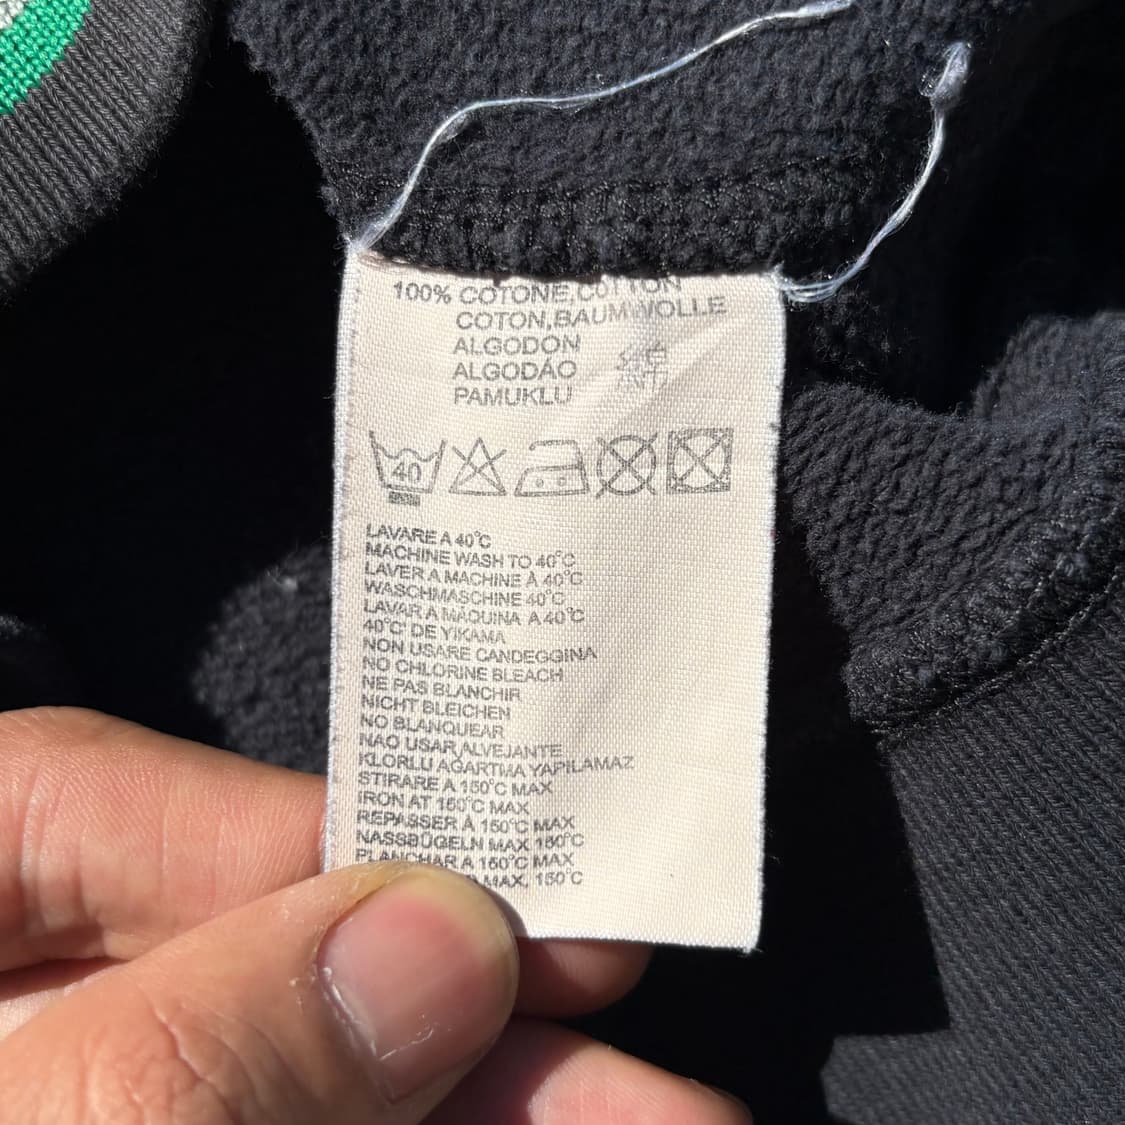 100% COTONE,COTTON
COTON,BAUMWOLLE
ALGODON
ALGODÁO 綿
PAMUKLU
40
LAVARE A 40°C
MACHINE WASH TO 40°C
LAVER A MACHINE À 40°C
WASCHMASCHINE 40°C
LAVAR A MÁQUINA A 40°C
40°C' DE YIKAMA
NON USARE CANDEGGINA
NO CHLORINE BLEACH
NE PAS BLANCHIR
NICHT BLEICHEN
NO BLANQUEAR
NAO USAR ALVEJANTE
KLORLU AĞARTMA YAPILAMAZ
STIRARE A 150°C MAX
IRON AT 150°C MAX
REPASSER À 150°C MAX
NASSBÜGELN MAX 150°C
PLANCHAR A 150°C MAX
MAX, 150°C